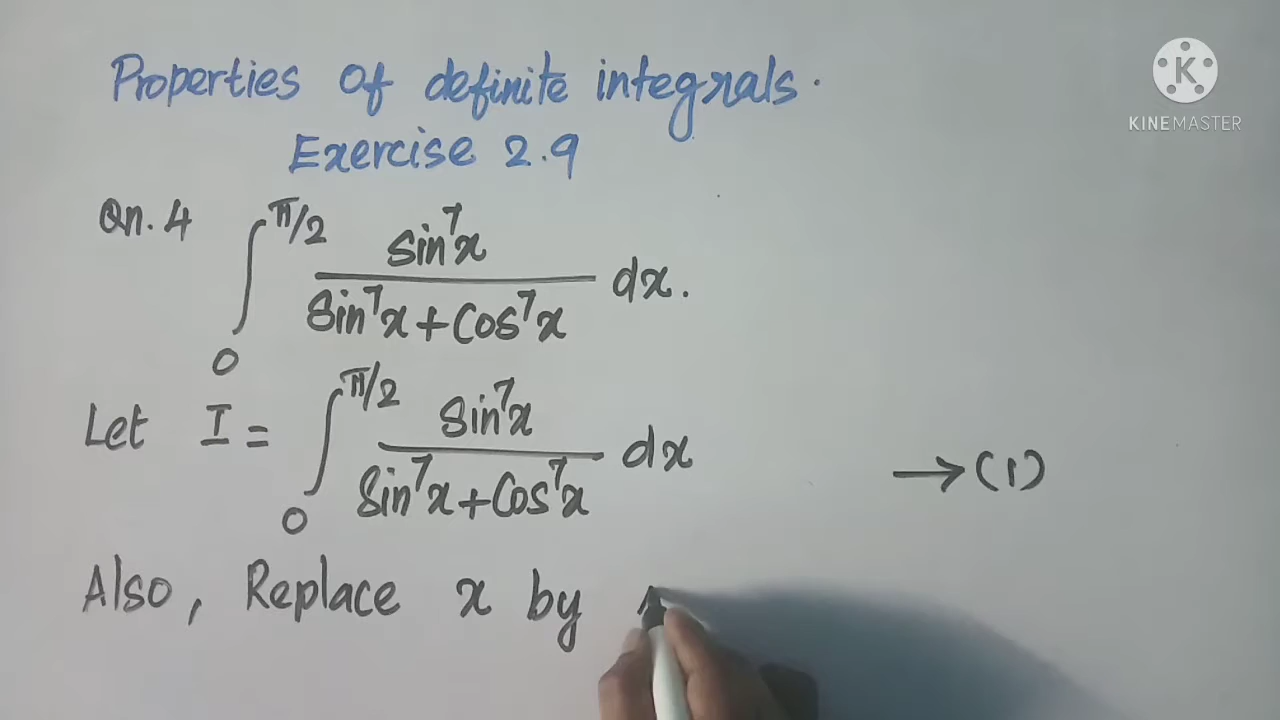 Properties of definite integrals.
Exercise 2.9
KINEMASTER
Qn. 4 ∫₀^{π/2} sin⁷x / (sin⁷x + cos⁷x) dx.
Let I = ∫₀^{π/2} sin⁷x / (sin⁷x + cos⁷x) dx → (1)
Also, Replace x by